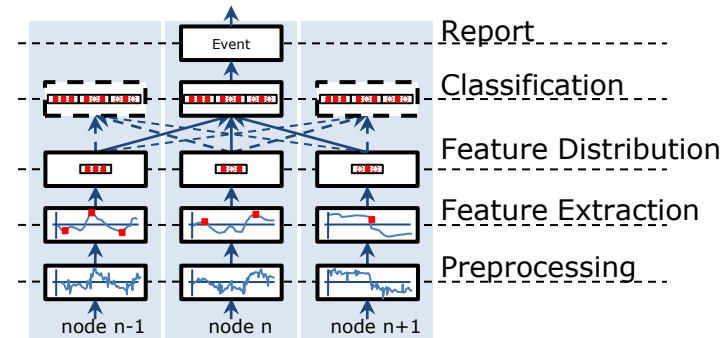 Report
Event
Classification
Feature Distribution
Feature Extraction
Preprocessing
node n-1
node n
node n+1